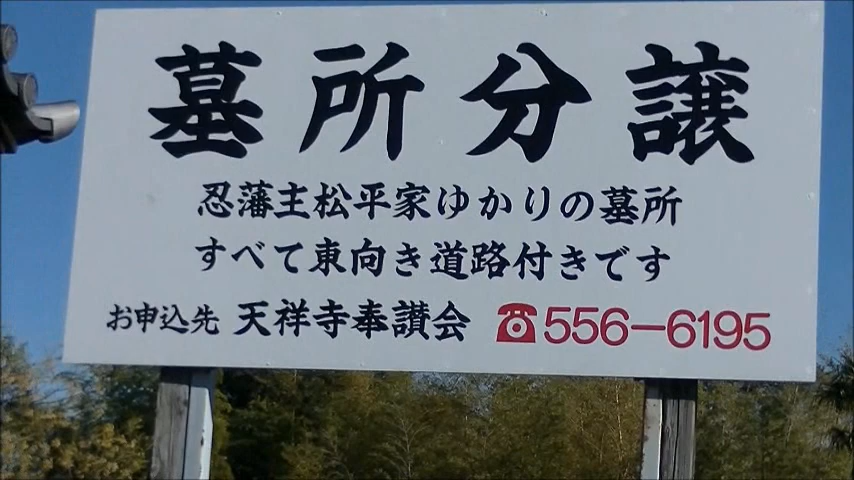 墓所分譲
忍藩主松平家ゆかりの墓所
すべて東向き道路付きです
お申込先 天祥寺奉讃会 ☎556-6195